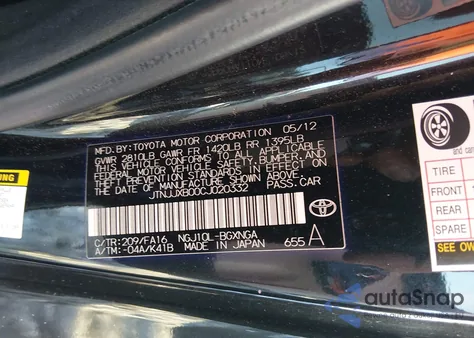 MFD.BY:TOYOTA MOTOR CORPORATION 05/12
GVWR 2810LB GAWR FR 1420LB RR 1395LB
THIS VEHICLE CONFORMS TO ALL APPLICABLE
FEDERAL MOTOR VEHICLE SAFETY, BUMPER, AND
THEFT PREVENTION STANDARDS IN EFFECT ON
THE DATE OF MANUFACTURE SHOWN ABOVE.
JTNJJXB00CJ020332 PASS.CAR
C/TR:209/FA16 NGJ10L-BGXNGA
A/TM:-04A/K41B MADE IN JAPAN 655 A
TOYOTA
and car
TIRE
FRONT
REAR
SPARE
autoSnap